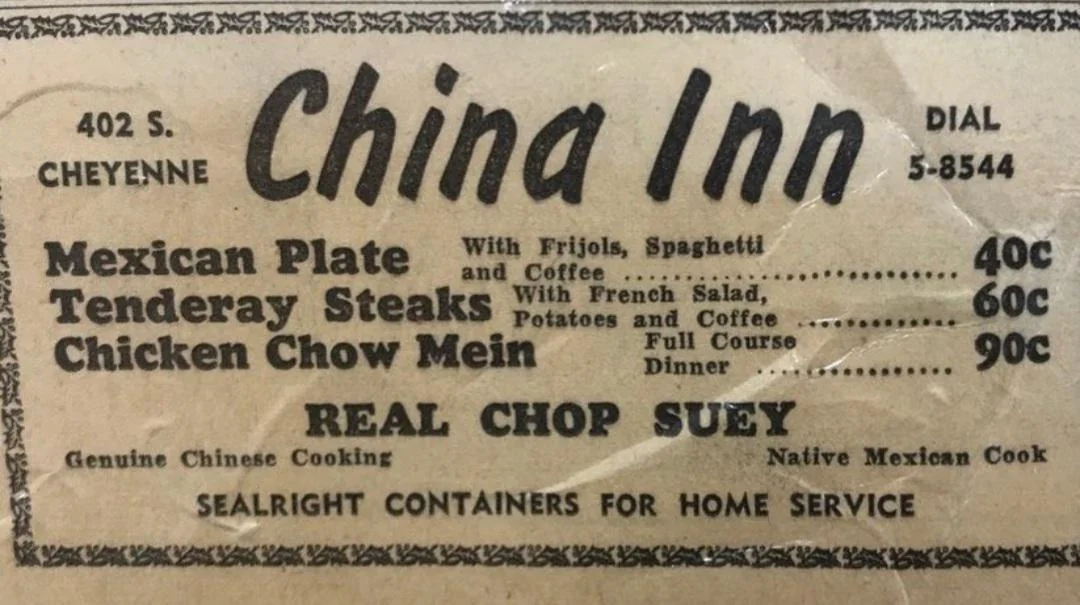 402 S.
CHEYENNE
China Inn
DIAL
5-8544
Mexican Plate With Frijols, Spaghetti
and Coffee ........................ 40c
Tenderay Steaks With French Salad,
Potatoes and Coffee ............ 60c
Chicken Chow Mein Full Course
Dinner ............... 90c
REAL CHOP SUEY
Genuine Chinese Cooking Native Mexican Cook
SEALRIGHT CONTAINERS FOR HOME SERVICE